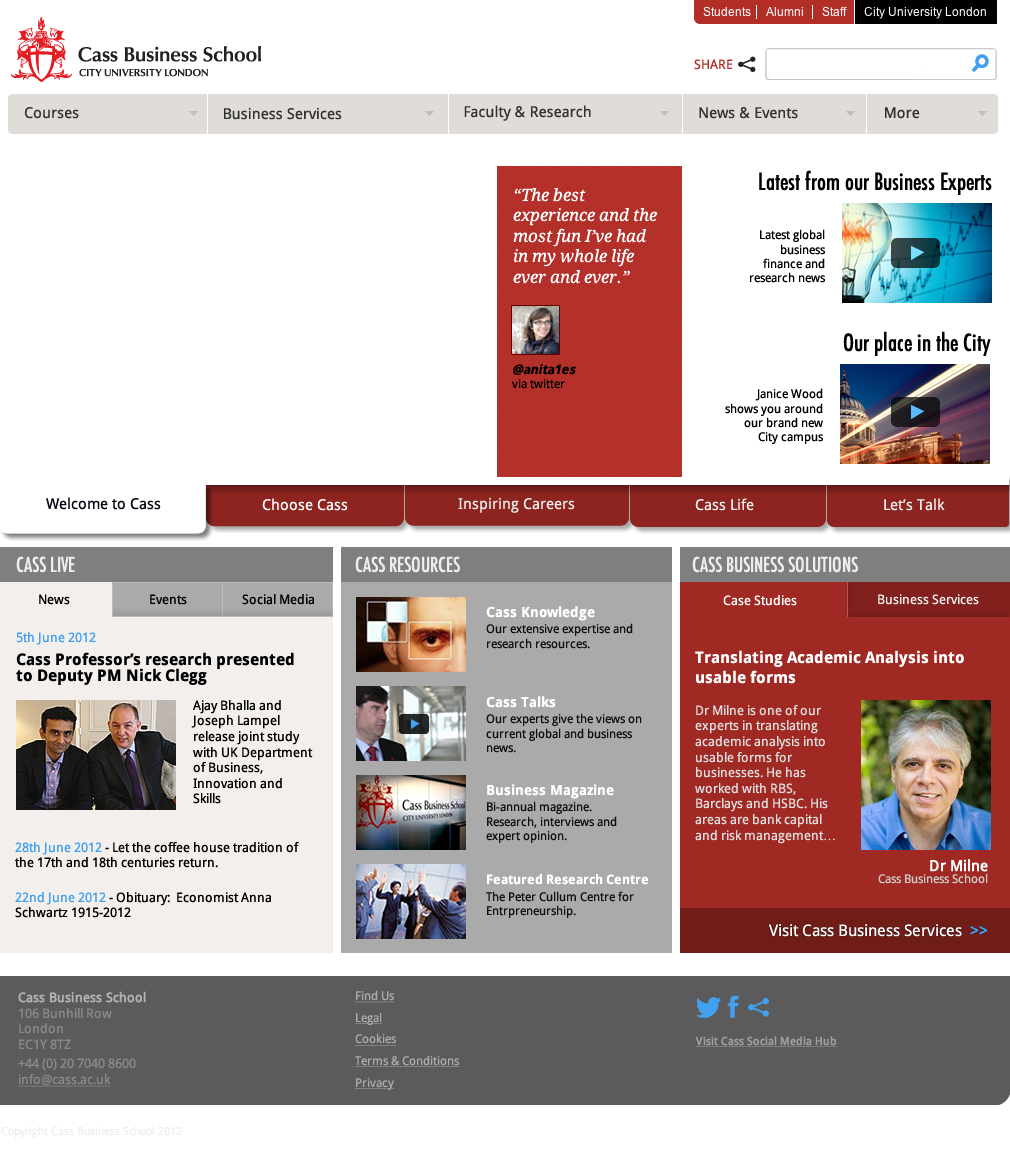 Students | Alumni | Staff City University London
Cass Business School
CITY UNIVERSITY LONDON
SHARE
Courses
Business Services
Faculty & Research
News & Events
More
“The best
experience and the
most fun I’ve had
in my whole life
ever and ever.”
@anita1es
via twitter
Latest from our Business Experts
Latest global
business
finance and
research news
Our place in the City
Janice Wood
shows you around
our brand new
City campus
Welcome to Cass
Choose Cass
Inspiring Careers
Cass Life
Let’s Talk
CASS LIVE
News
Events
Social Media
5th June 2012
Cass Professor’s research presented
to Deputy PM Nick Clegg
Ajay Bhalla and
Joseph Lampel
release joint study
with UK Department
of Business,
Innovation and
Skills
28th June 2012 - Let the coffee house tradition of
the 17th and 18th centuries return.
22nd June 2012 - Obituary: Economist Anna
Schwartz 1915-2012
CASS RESOURCES
Cass Knowledge
Our extensive expertise and
research resources.
Cass Talks
Our experts give the views on
current global and business
news.
Cass Business School
CITY UNIVERSITY LONDON
Business Magazine
Bi-annual magazine.
Research, interviews and
expert opinion.
Featured Research Centre
The Peter Cullum Centre for
Entrpreneurship.
CASS BUSINESS SOLUTIONS
Case Studies
Business Services
Translating Academic Analysis into
usable forms
Dr Milne is one of our
experts in translating
academic analysis into
usable forms for
businesses. He has
worked with RBS,
Barclays and HSBC. His
areas are bank capital
and risk management…
Dr Milne
Cass Business School
Visit Cass Business Services >>
Cass Business School
106 Bunhill Row
London
EC1Y 8TZ
+44 (0) 20 7040 8600
info@cass.ac.uk
Find Us
Legal
Cookies
Terms & Conditions
Privacy
Visit Cass Social Media Hub
Copyright Cass Business School 2012